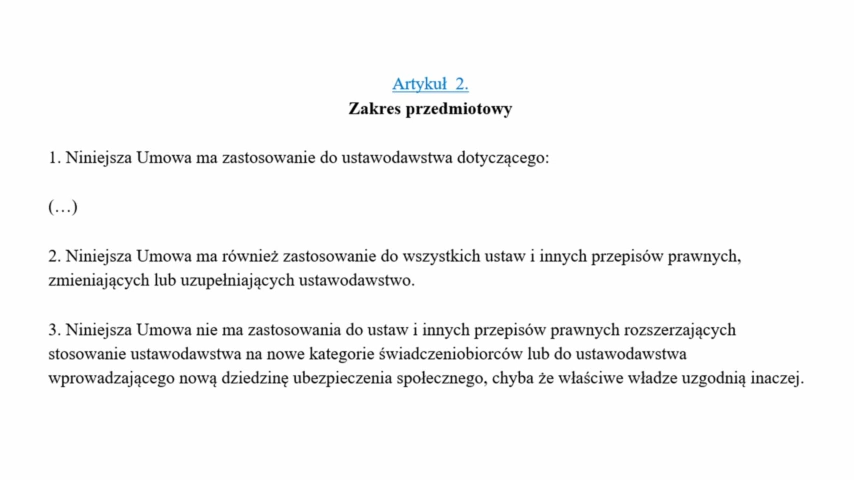 Artykuł 2.
Zakres przedmiotowy
1. Niniejsza Umowa ma zastosowanie do ustawodawstwa dotyczącego:
(…)
2. Niniejsza Umowa ma również zastosowanie do wszystkich ustaw i innych przepisów prawnych,
zmieniających lub uzupełniających ustawodawstwo.
3. Niniejsza Umowa nie ma zastosowania do ustaw i innych przepisów prawnych rozszerzających
stosowanie ustawodawstwa na nowe kategorie świadczeniobiorców lub do ustawodawstwa
wprowadzającego nową dziedzinę ubezpieczenia społecznego, chyba że właściwe władze uzgodnią inaczej.